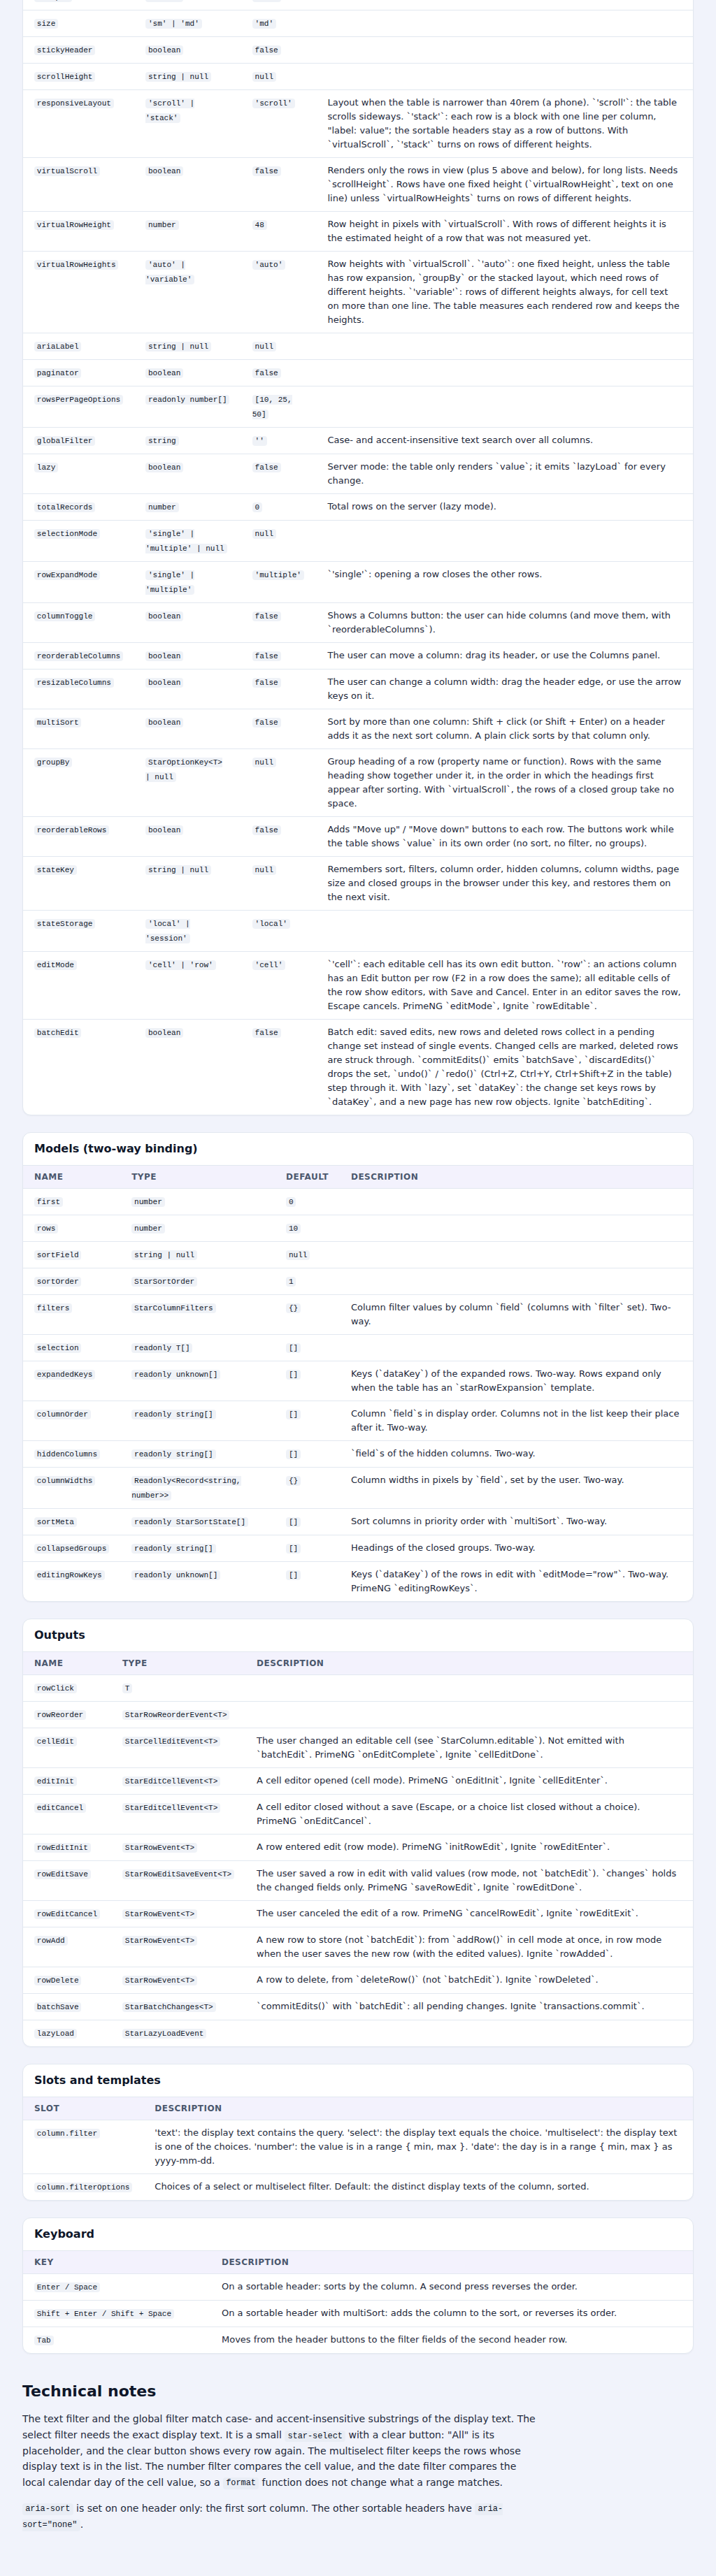 size 'sm' | 'md' 'md'
stickyHeader boolean false
scrollHeight string | null null
responsiveLayout 'scroll' | 'scroll' Layout when the table is narrower than 40rem (a phone). `'scroll'`: the table
'stack' scrolls sideways. `'stack'`: each row is a block with one line per column,
"label: value"; the sortable headers stay as a row of buttons. With
`virtualScroll`, `'stack'` turns on rows of different heights.
virtualScroll boolean false Renders only the rows in view (plus 5 above and below), for long lists. Needs
`scrollHeight`. Rows have one fixed height (`virtualRowHeight`, text on one
line) unless `virtualRowHeights` turns on rows of different heights.
virtualRowHeight number 48 Row height in pixels with `virtualScroll`. With rows of different heights it is
the estimated height of a row that was not measured yet.
virtualRowHeights 'auto' | 'auto' Row heights with `virtualScroll`. `'auto'`: one fixed height, unless the table
'variable' has row expansion, `groupBy` or the stacked layout, which need rows of
different heights. `'variable'`: rows of different heights always, for cell text
on more than one line. The table measures each rendered row and keeps the
heights.
ariaLabel string | null null
paginator boolean false
rowsPerPageOptions readonly number[] [10, 25,
50]
globalFilter string '' Case- and accent-insensitive text search over all columns.
lazy boolean false Server mode: the table only renders `value`; it emits `lazyLoad` for every
change.
totalRecords number 0 Total rows on the server (lazy mode).
selectionMode 'single' | null
'multiple' | null
rowExpandMode 'single' | 'multiple' `'single'`: opening a row closes the other rows.
'multiple'
columnToggle boolean false Shows a Columns button: the user can hide columns (and move them, with
`reorderableColumns`).
reorderableColumns boolean false The user can move a column: drag its header, or use the Columns panel.
resizableColumns boolean false The user can change a column width: drag the header edge, or use the arrow
keys on it.
multiSort boolean false Sort by more than one column: Shift + click (or Shift + Enter) on a header
adds it as the next sort column. A plain click sorts by that column only.
groupBy StarOptionKey<T> null Group heading of a row (property name or function). Rows with the same
| null heading show together under it, in the order in which the headings first
appear after sorting. With `virtualScroll`, the rows of a closed group take no
space.
reorderableRows boolean false Adds "Move up" / "Move down" buttons to each row. The buttons work while
the table shows `value` in its own order (no sort, no filter, no groups).
stateKey string | null null Remembers sort, filters, column order, hidden columns, column widths, page
size and closed groups in the browser under this key, and restores them on
the next visit.
stateStorage 'local' | 'local'
'session'
editMode 'cell' | 'row' 'cell' `'cell'`: each editable cell has its own edit button. `'row'`: an actions column
has an Edit button per row (F2 in a row does the same); all editable cells of
the row show editors, with Save and Cancel. Enter in an editor saves the row,
Escape cancels. PrimeNG `editMode`, Ignite `rowEditable`.
batchEdit boolean false Batch edit: saved edits, new rows and deleted rows collect in a pending
change set instead of single events. Changed cells are marked, deleted rows
are struck through. `commitEdits()` emits `batchSave`, `discardEdits()`
drops the set, `undo()` / `redo()` (Ctrl+Z, Ctrl+Y, Ctrl+Shift+Z in the table)
step through it. With `lazy`, set `dataKey`: the change set keys rows by
`dataKey`, and a new page has new row objects. Ignite `batchEditing`.
Models (two-way binding)
NAME TYPE DEFAULT DESCRIPTION
first number 0
rows number 10
sortField string | null null
sortOrder StarSortOrder 1
filters StarColumnFilters {} Column filter values by column `field` (columns with `filter` set). Two-
way.
selection readonly T[] []
expandedKeys readonly unknown[] [] Keys (`dataKey`) of the expanded rows. Two-way. Rows expand only
when the table has an `starRowExpansion` template.
columnOrder readonly string[] [] Column `field`s in display order. Columns not in the list keep their place
after it. Two-way.
hiddenColumns readonly string[] [] `field`s of the hidden columns. Two-way.
columnWidths Readonly<Record<string, {} Column widths in pixels by `field`, set by the user. Two-way.
number>>
sortMeta readonly StarSortState[] [] Sort columns in priority order with `multiSort`. Two-way.
collapsedGroups readonly string[] [] Headings of the closed groups. Two-way.
editingRowKeys readonly unknown[] [] Keys (`dataKey`) of the rows in edit with `editMode="row"`. Two-way.
PrimeNG `editingRowKeys`.
Outputs
NAME TYPE DESCRIPTION
rowClick T
rowReorder StarRowReorderEvent<T>
cellEdit StarCellEditEvent<T> The user changed an editable cell (see `StarColumn.editable`). Not emitted with
`batchEdit`. PrimeNG `onEditComplete`, Ignite `cellEditDone`.
editInit StarEditCellEvent<T> A cell editor opened (cell mode). PrimeNG `onEditInit`, Ignite `cellEditEnter`.
editCancel StarEditCellEvent<T> A cell editor closed without a save (Escape, or a choice list closed without a choice).
PrimeNG `onEditCancel`.
rowEditInit StarRowEvent<T> A row entered edit (row mode). PrimeNG `initRowEdit`, Ignite `rowEditEnter`.
rowEditSave StarRowEditSaveEvent<T> The user saved a row in edit with valid values (row mode, not `batchEdit`). `changes` holds
the changed fields only. PrimeNG `saveRowEdit`, Ignite `rowEditDone`.
rowEditCancel StarRowEvent<T> The user canceled the edit of a row. PrimeNG `cancelRowEdit`, Ignite `rowEditExit`.
rowAdd StarRowEvent<T> A new row to store (not `batchEdit`): from `addRow()` in cell mode at once, in row mode
when the user saves the new row (with the edited values). Ignite `rowAdded`.
rowDelete StarRowEvent<T> A row to delete, from `deleteRow()` (not `batchEdit`). Ignite `rowDeleted`.
batchSave StarBatchChanges<T> `commitEdits()` with `batchEdit`: all pending changes. Ignite `transactions.commit`.
lazyLoad StarLazyLoadEvent
Slots and templates
SLOT DESCRIPTION
column.filter 'text': the display text contains the query. 'select': the display text equals the choice. 'multiselect': the display text
is one of the choices. 'number': the value is in a range { min, max }. 'date': the day is in a range { min, max } as
yyyy-mm-dd.
column.filterOptions Choices of a select or multiselect filter. Default: the distinct display texts of the column, sorted.
Keyboard
KEY DESCRIPTION
Enter / Space On a sortable header: sorts by the column. A second press reverses the order.
Shift + Enter / Shift + Space On a sortable header with multiSort: adds the column to the sort, or reverses its order.
Tab Moves from the header buttons to the filter fields of the second header row.
Technical notes
The text filter and the global filter match case- and accent-insensitive substrings of the display text. The
select filter needs the exact display text. It is a small star-select with a clear button: "All" is its
placeholder, and the clear button shows every row again. The multiselect filter keeps the rows whose
display text is in the list. The number filter compares the cell value, and the date filter compares the
local calendar day of the cell value, so a format function does not change what a range matches.
aria-sort is set on one header only: the first sort column. The other sortable headers have aria-
sort="none" .